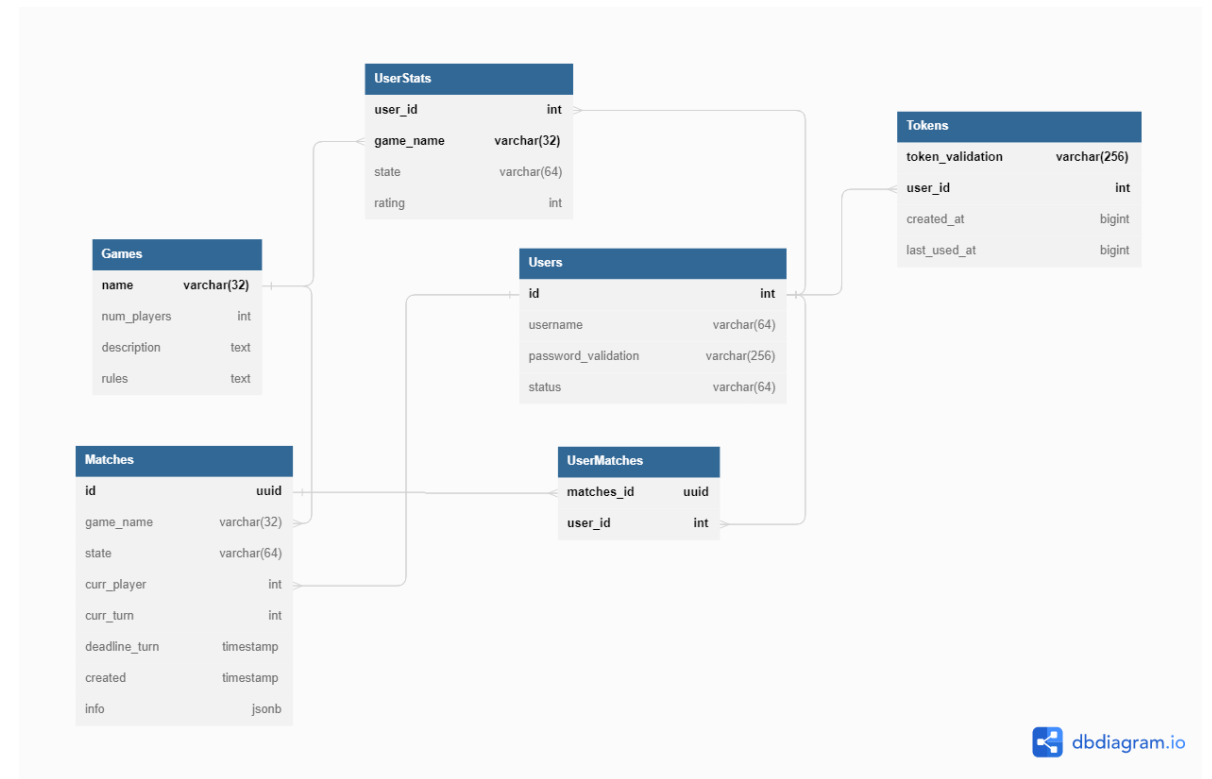 UserStats
user_id int
game_name varchar(32)
state varchar(64)
rating int
Tokens
token_validation varchar(256)
user_id int
created_at bigint
last_used_at bigint
Games
name varchar(32)
num_players int
description text
rules text
Users
id int
username varchar(64)
password_validation varchar(256)
status varchar(64)
Matches
id uuid
game_name varchar(32)
state varchar(64)
curr_player int
curr_turn int
deadline_turn timestamp
created timestamp
info jsonb
UserMatches
matches_id uuid
user_id int
dbdiagram.io